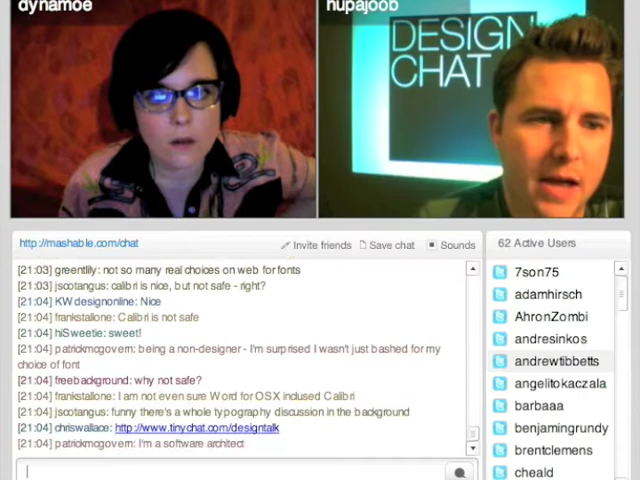 dynamoe
hupajoob
DESIGN
CHAT
http://mashable.com/chat
Invite friends
Save chat
Sounds
62 Active Users
[21:03] greentlily: not so many real choices on web for fonts
[21:03] jscotangus: calibri is nice, but not safe - right?
[21:04] KWdesignonline: Nice
[21:04] frankstallone: Calibri is not safe
[21:04] hiSweetie: sweet!
[21:04] patrickmcgovern: being a non-designer - I'm surprised I wasn't just bashed for my
choice of font
[21:04] freebackground: why not safe?
[21:04] frankstallone: I am not even sure Word for OSX inclused Calibri
[21:04] jscotangus: funny there's a whole typography discussion in the background
[21:04] chriswallace: http://www.tinychat.com/designtalk
[21:04] patrickmcgovern: I'm a software architect
7son75
adamhirsch
AhronZombi
andresinkos
andrewtibbetts
angelitokaczala
barbaaa
benjamingrundy
brentclemens
cheald